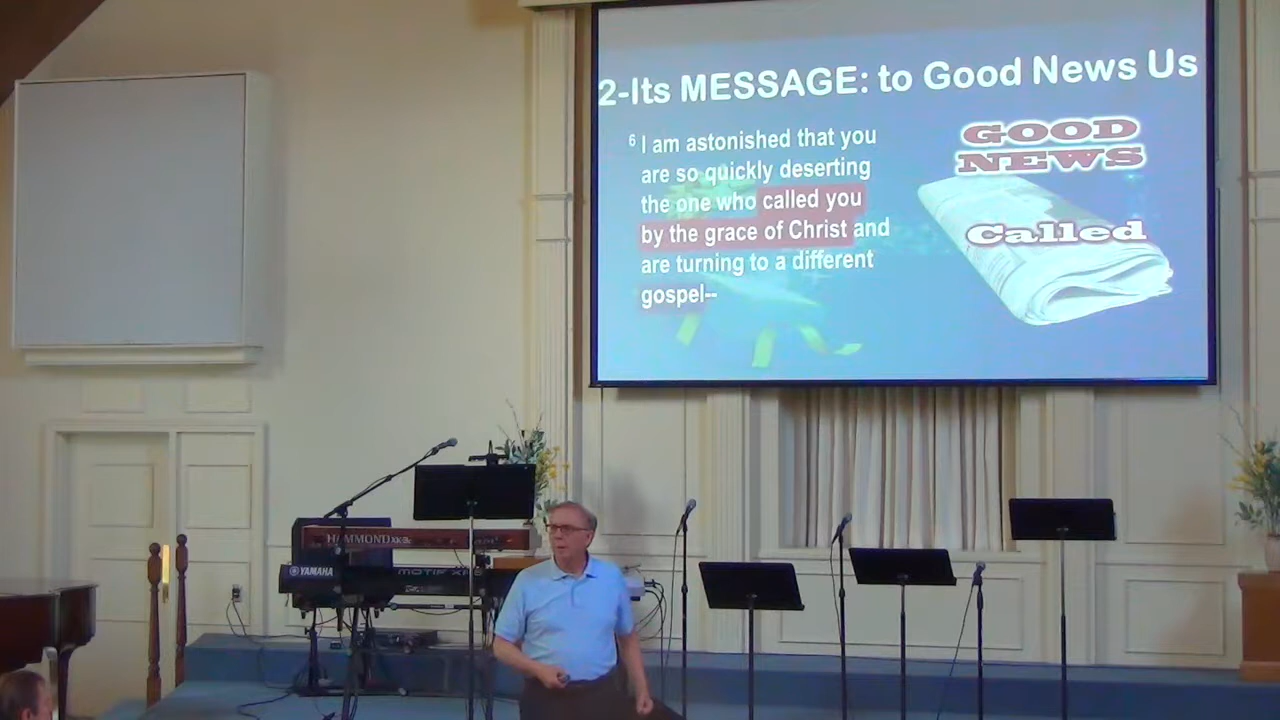 2-Its MESSAGE: to Good News Us
6 I am astonished that you
are so quickly deserting
the one who called you
by the grace of Christ and
are turning to a different
gospel--
GOOD
NEWS
Called
HAMMOND
YAMAHA
MOTIF